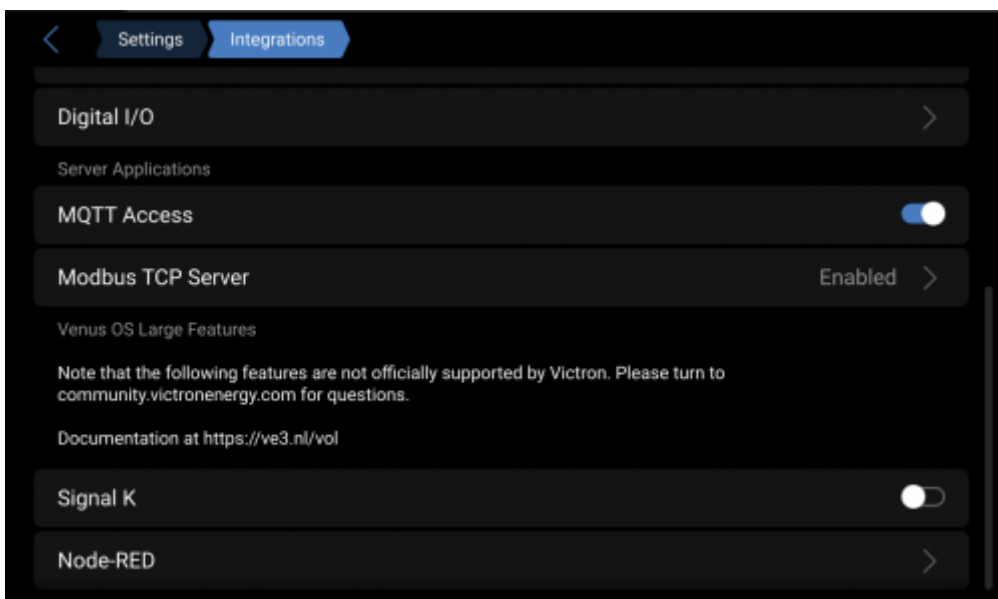 Settings
Integrations
Digital I/O
Server Applications
MQTT Access
Modbus TCP Server
Enabled
Venus OS Large Features
Note that the following features are not officially supported by Victron. Please turn to
community.victronenergy.com for questions.
Documentation at https://ve3.nl/vol
Signal K
Node-RED